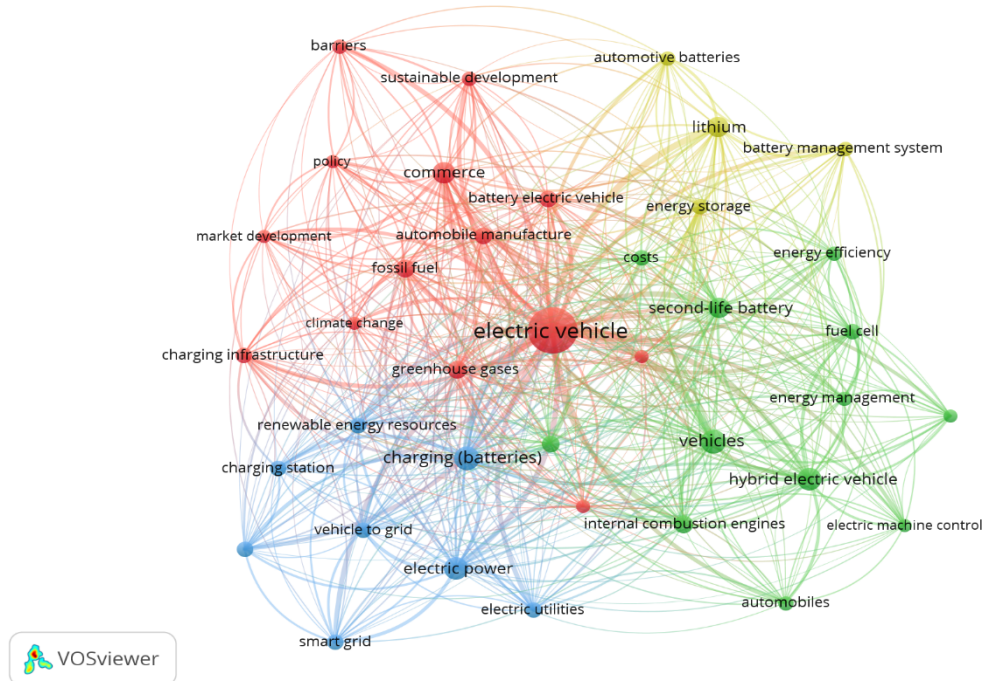 barriers
automotive batteries
sustainable development
lithium
battery management system
policy
commerce
battery electric vehicle
energy storage
market development
automobile manufacture
costs
energy efficiency
fossil fuel
second-life battery
climate change
electric vehicle
fuel cell
charging infrastructure
greenhouse gases
energy management
renewable energy resources
vehicles
charging (batteries)
charging station
hybrid electric vehicle
vehicle to grid
internal combustion engines
electric machine control
electric power
electric utilities
automobiles
smart grid
VOSviewer